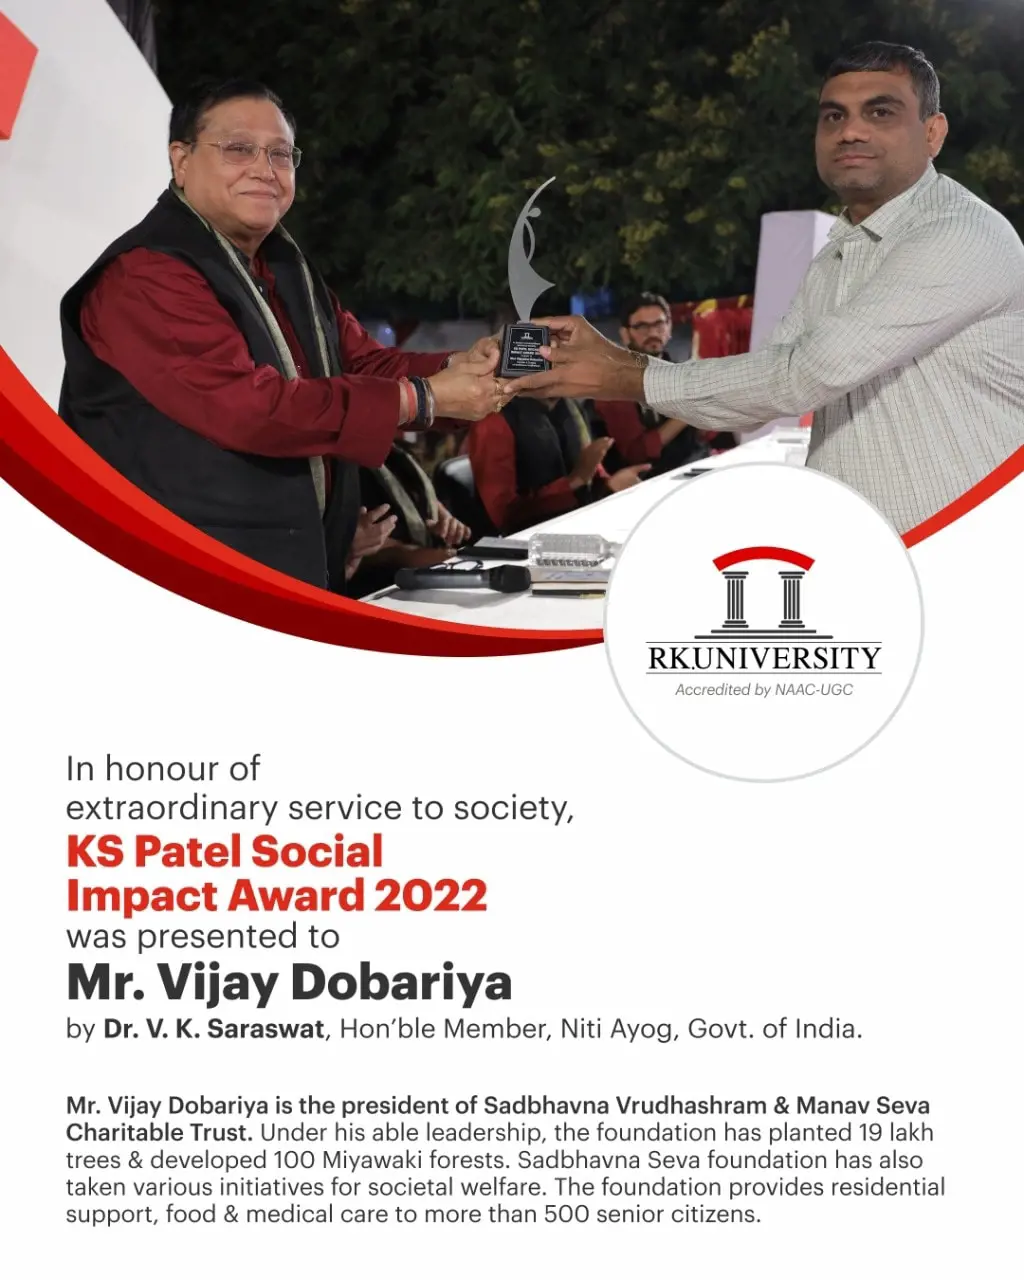 RK.UNIVERSITY
Accredited by NAAC-UGC
In honour of
extraordinary service to society,
KS Patel Social
Impact Award 2022
was presented to
Mr. Vijay Dobariya
by Dr. V. K. Saraswat, Hon'ble Member, Niti Ayog, Govt. of India.
Mr. Vijay Dobariya is the president of Sadbhavna Vrudhashram & Manav Seva
Charitable Trust. Under his able leadership, the foundation has planted 19 lakh
trees & developed 100 Miyawaki forests. Sadbhavna Seva foundation has also
taken various initiatives for societal welfare. The foundation provides residential
support, food & medical care to more than 500 senior citizens.